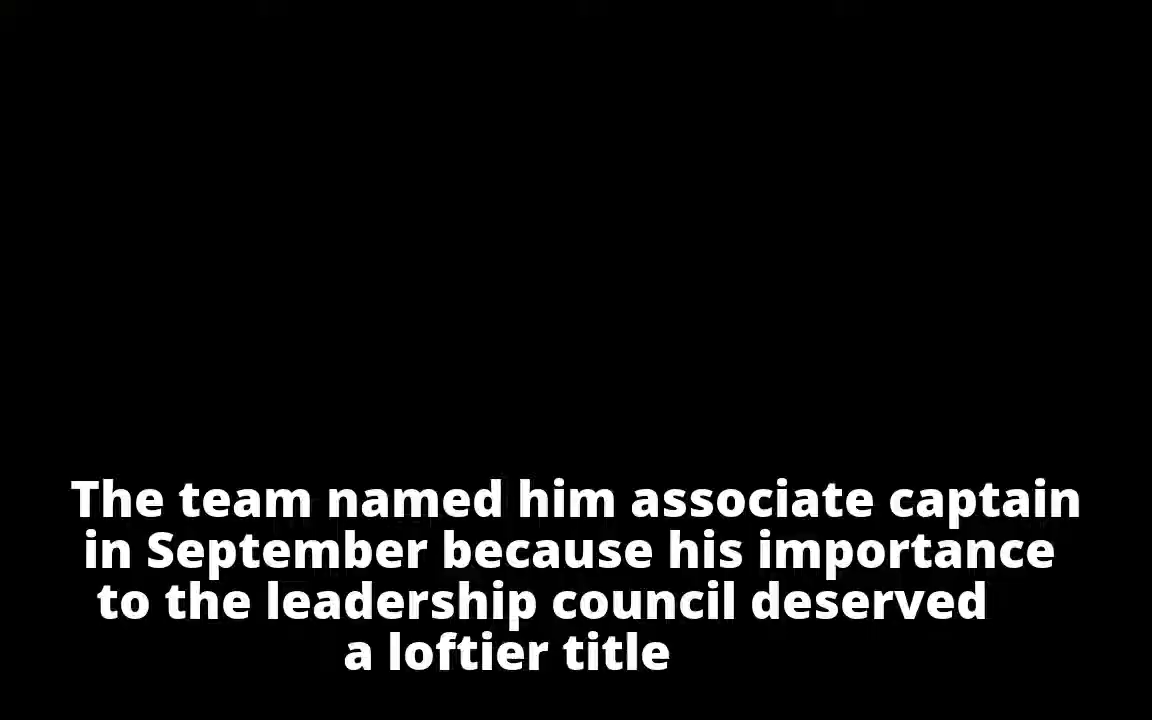 The team named him associate captain
in September because his importance
to the leadership council deserved
a loftier title